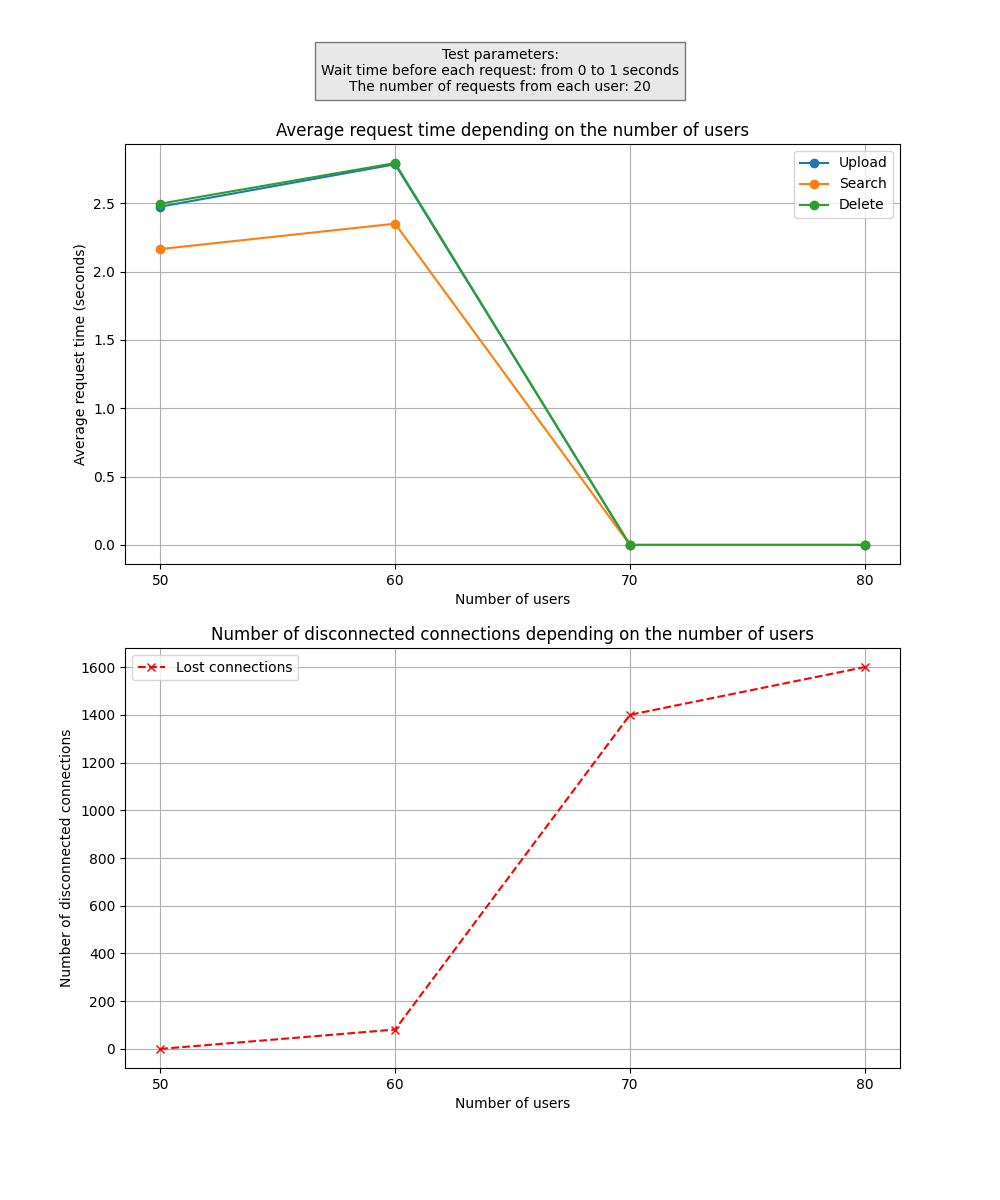 Test parameters:
Wait time before each request: from 0 to 1 seconds
The number of requests from each user: 20
Average request time depending on the number of users
Upload
Search
Delete
Average request time (seconds)
2.5
2.0
1.5
1.0
0.5
0.0
50 60 70 80
Number of users
Number of disconnected connections depending on the number of users
Lost connections
Number of disconnected connections
1600
1400
1200
1000
800
600
400
200
0
50 60 70 80
Number of users